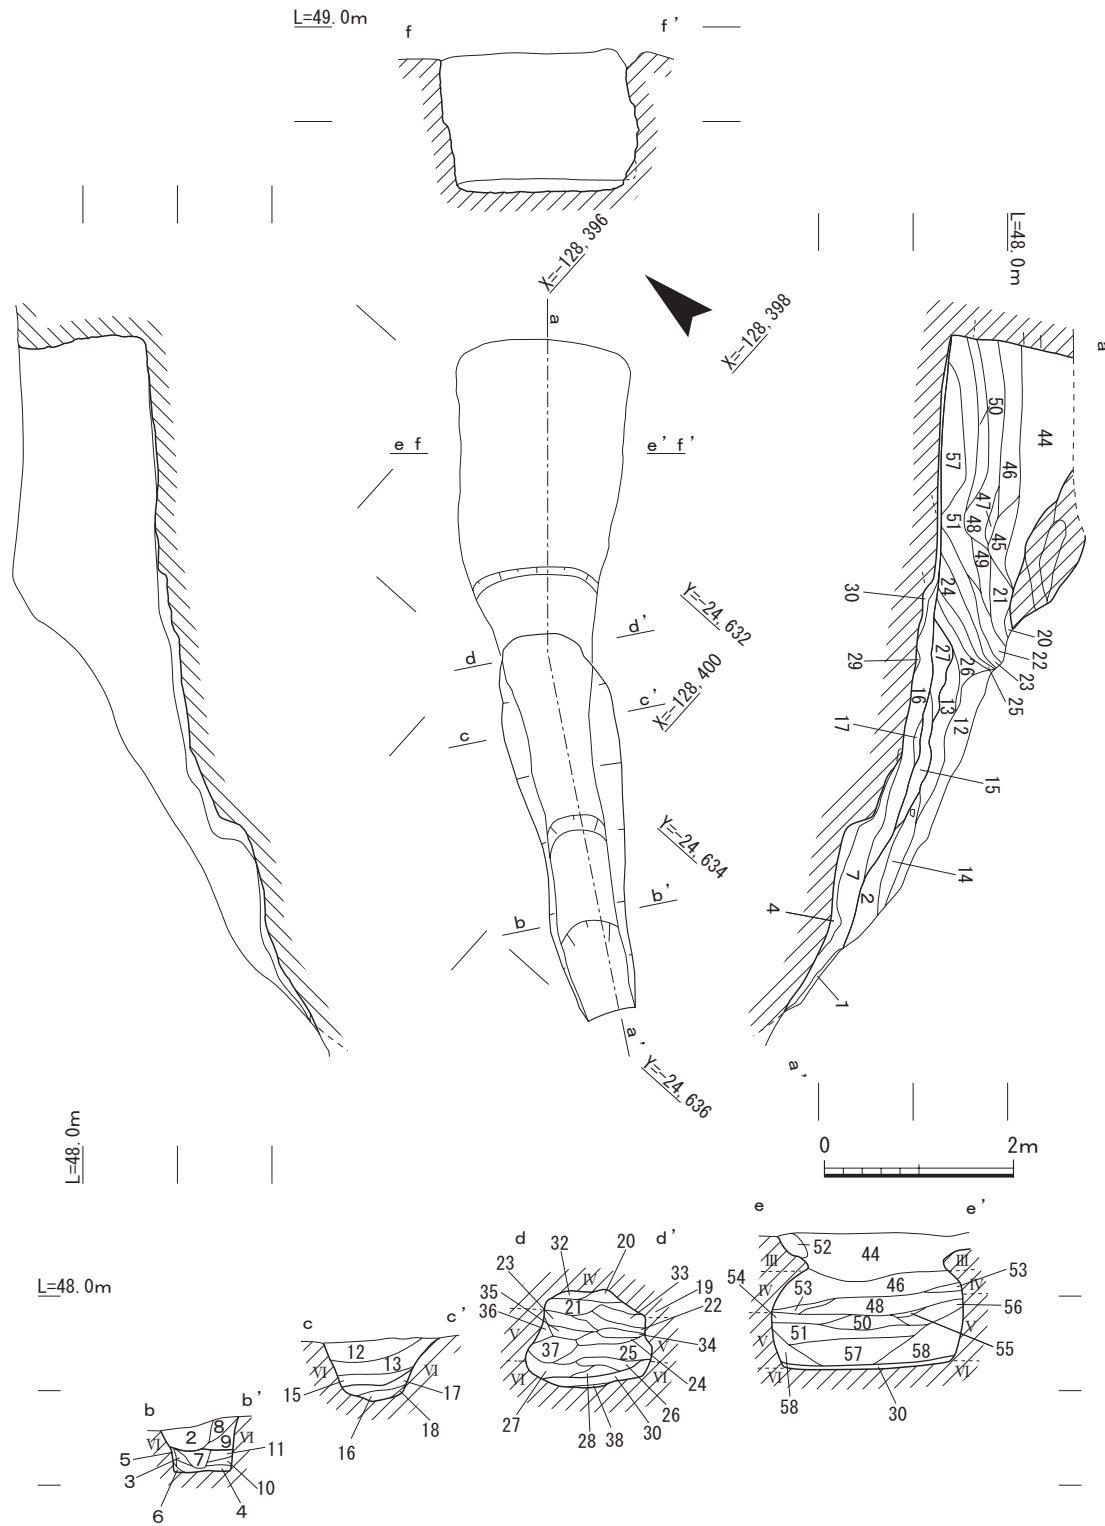 L=49.0m
f
f'
X=-128,396
X=-128,398
L=48.0m
a
a
e f
e' f'
50
44
57
46
47
51
48
45
49
24
21
30
20
22
23
25
29
27
26
16
13
12
17
15
14
7
2
4
1
Y=-24,632
d'
d
X=-128,400
c'
c
Y=-24,634
b'
b
a'
Y=-24,636
a'
0
2m
L=48.0m
L=48.0m
e
e'
52
44
III
III
54
53
46
53
IV
IV
48
56
50
51
V
V
55
57
58
VI
VI
58
30
d
d'
32
20
23
IV
33
35
19
21
22
36
V
34
37
25
V
24
VI
VI
26
27
28
38
30
c
c'
12
13
VI
VI
15
17
16
18
b
b'
8
2
9
VI
VI
11
5
7
3
10
6
4